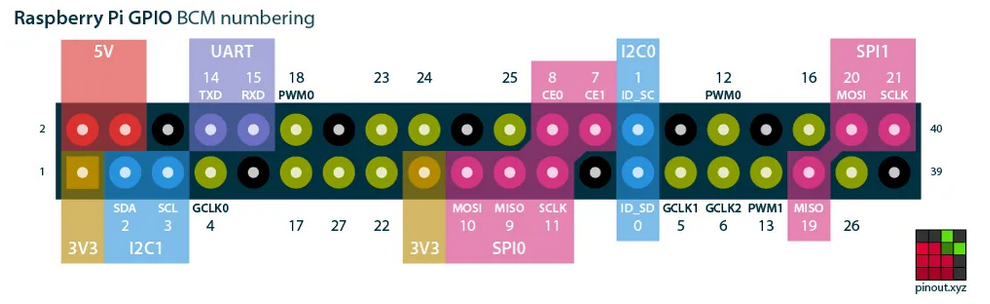 Raspberry Pi GPIO BCM numbering
5V UART I2C0 SPI1
14 15 18 23 24 25 8 7 1 12 16 20 21
TXD RXD PWM0 CE0 CE1 ID_SC PWM0 MOSI SCLK
2 40
1 39
SDA SCL GCLK0 MOSI MISO SCLK ID_SD GCLK1 GCLK2 PWM1 MISO
2 3 4 17 27 22 10 9 11 0 5 6 13 19 26
3V3 I2C1 3V3 SPI0
pinout.xyz